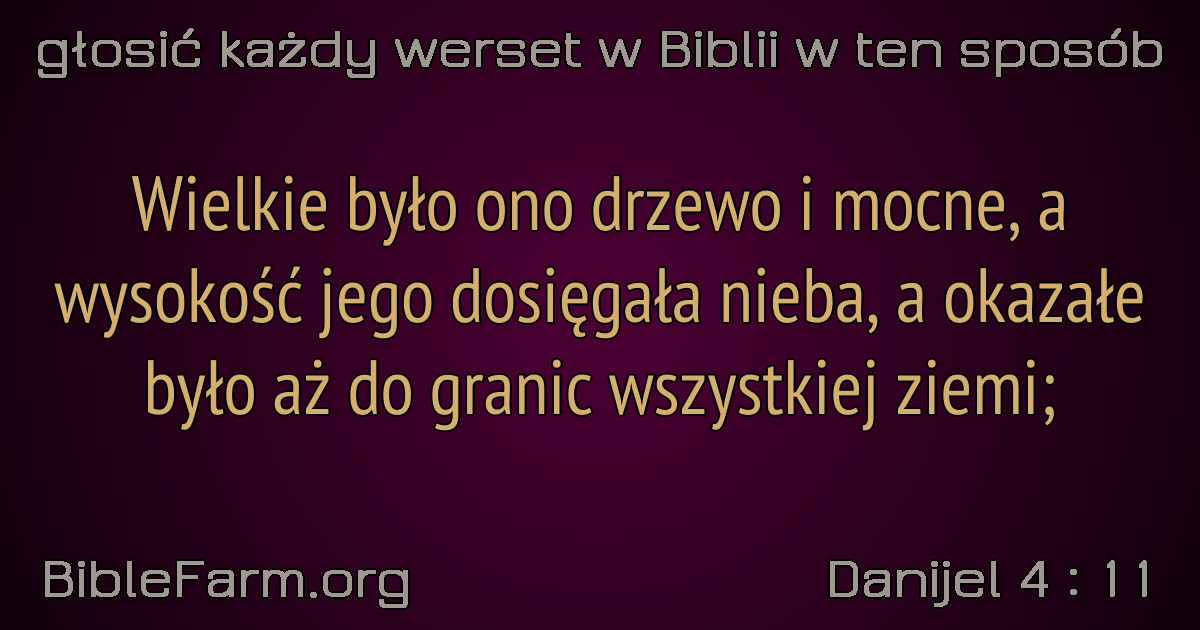 głosić każdy werset w Biblii w ten sposób
Wielkie było ono drzewo i mocne, a
wysokość jego dosięgała nieba, a okazałe
było aż do granic wszystkiej ziemi;
BibleFarm.org
Danijel 4 : 11